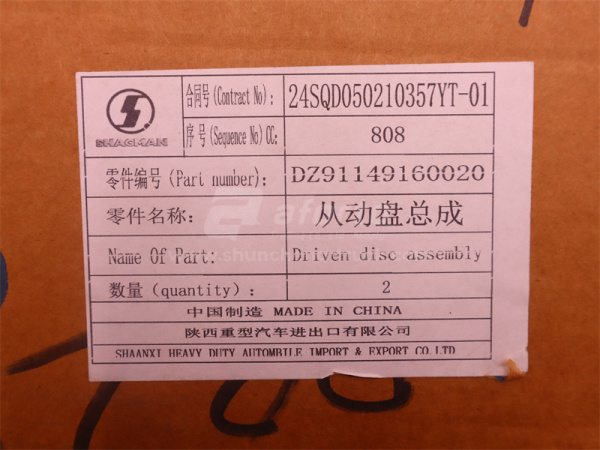 SHACMAN
合同号(Contract No): 24SQD050210357YT-01
序号(Sequence No)CC: 808
零件编号(Part number): DZ91149160020
零件名称: 从动盘总成
Name Of Part: Driven disc assembly
数量(quantity): 2
中国制造 MADE IN CHINA
陕西重型汽车进出口有限公司
SHAANXI HEAVY DUTY AUTOMBILE IMPORT & EXPORT CO.LTD